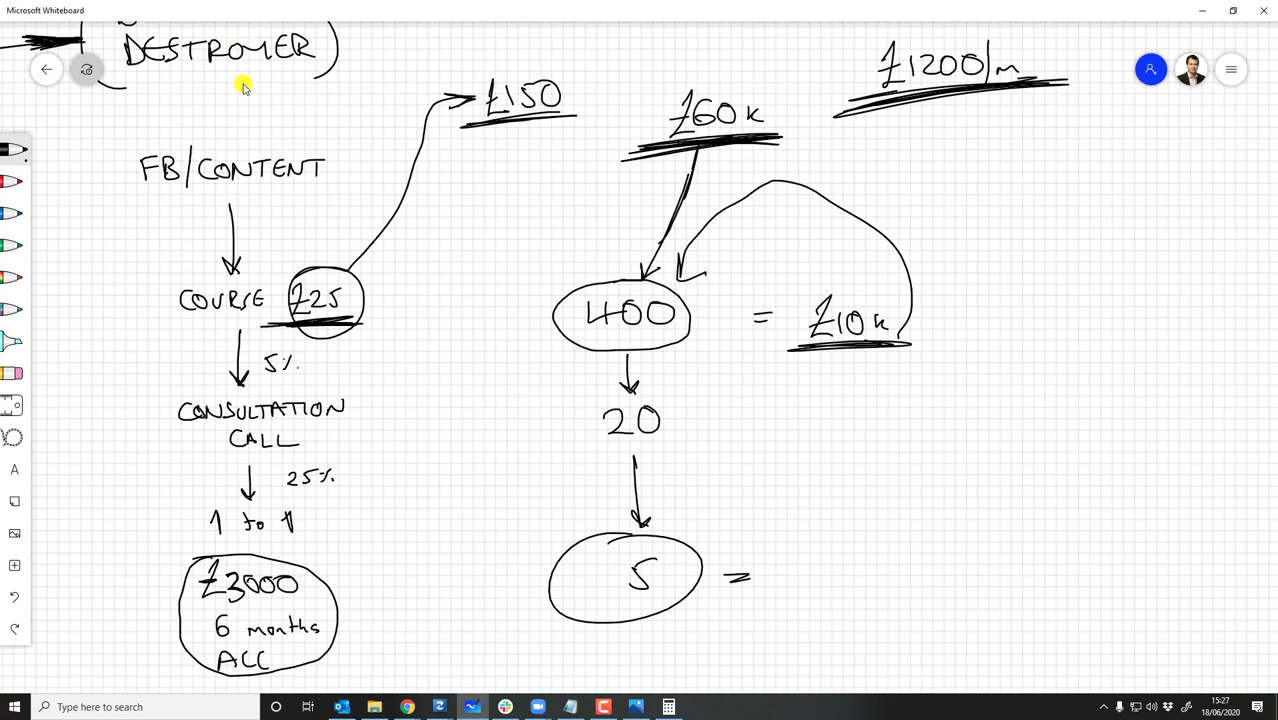 Microsoft Whiteboard
DESTROYER)
£1200/m
£150
£60k
FB/CONTENT
COURSE £25
400
= £10k
5%
CONSULTATION
CALL
20
25%
1 to 1
£3000
6 months
ACC
5 =
A
Type here to search
15:27
18/06/2020